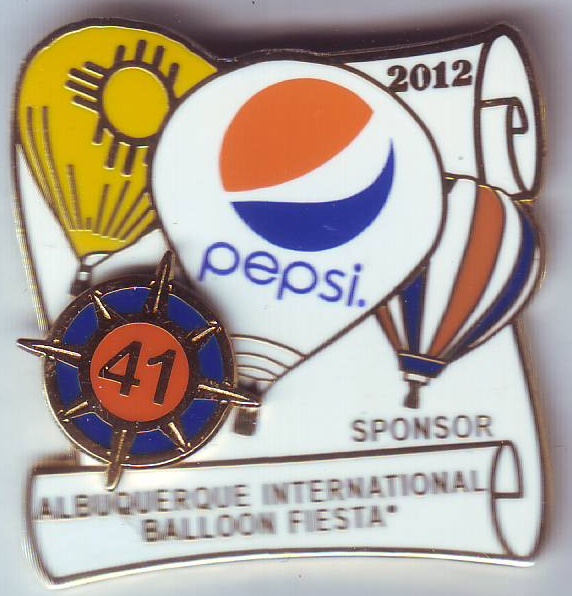 2012
pepsi.
41
SPONSOR
ALBUQUERQUE INTERNATIONAL
BALLOON FIESTA®